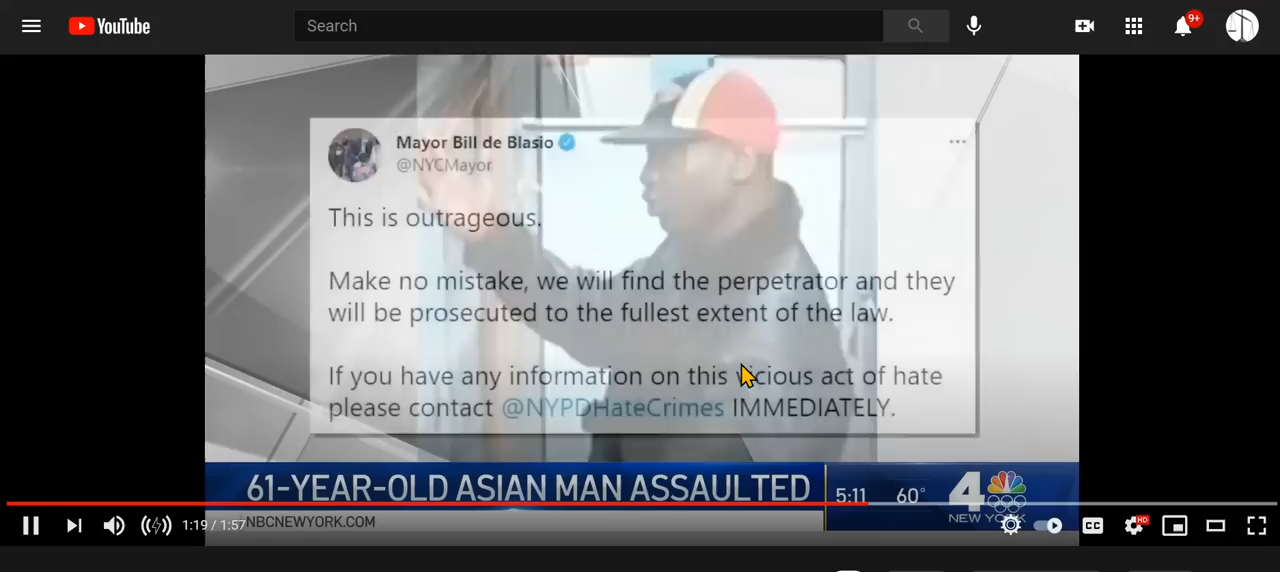 YouTube
Search
9+
Mayor Bill de Blasio
@NYCMayor
This is outrageous.
Make no mistake, we will find the perpetrator and they
will be prosecuted to the fullest extent of the law.
If you have any information on this vicious act of hate
please contact @NYPDHateCrimes IMMEDIATELY.
61-YEAR-OLD ASIAN MAN ASSAULTED
5:11 60° 4
NEW YORK
NBCNEWYORK.COM
1:19 / 1:57
CC
HD